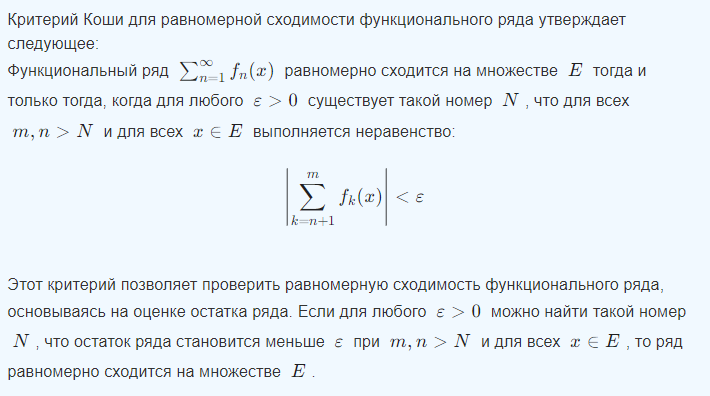 Критерий Коши для равномерной сходимости функционального ряда утверждает
следующее:
Функциональный ряд $\sum_{n=1}^{\infty} f_n(x)$ равномерно сходится на множестве $E$ тогда и
только тогда, когда для любого $\varepsilon > 0$ существует такой номер $N$ , что для всех
$m, n > N$ и для всех $x \in E$ выполняется неравенство:
$\left| \sum_{k=n+1}^{m} f_k(x) \right| < \varepsilon$
Этот критерий позволяет проверить равномерную сходимость функционального ряда,
основываясь на оценке остатка ряда. Если для любого $\varepsilon > 0$ можно найти такой номер
$N$ , что остаток ряда становится меньше $\varepsilon$ при $m, n > N$ и для всех $x \in E$ , то ряд
равномерно сходится на множестве $E$ .